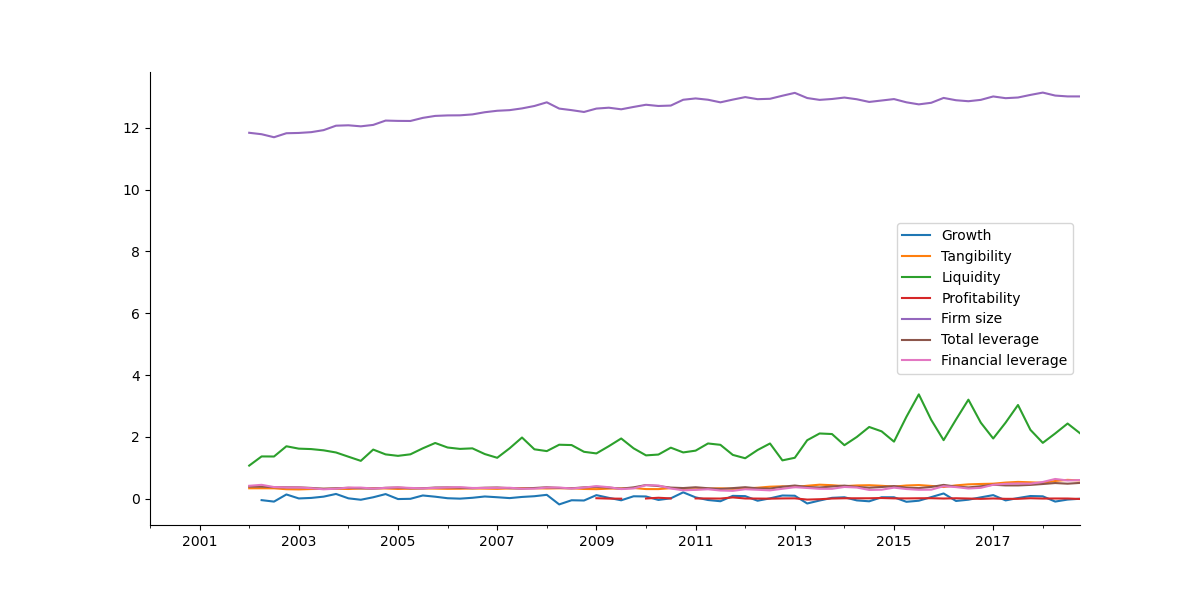 12
10
8
6
4
2
0
Growth
Tangibility
Liquidity
Profitability
Firm size
Total leverage
Financial leverage
2001 2003 2005 2007 2009 2011 2013 2015 2017